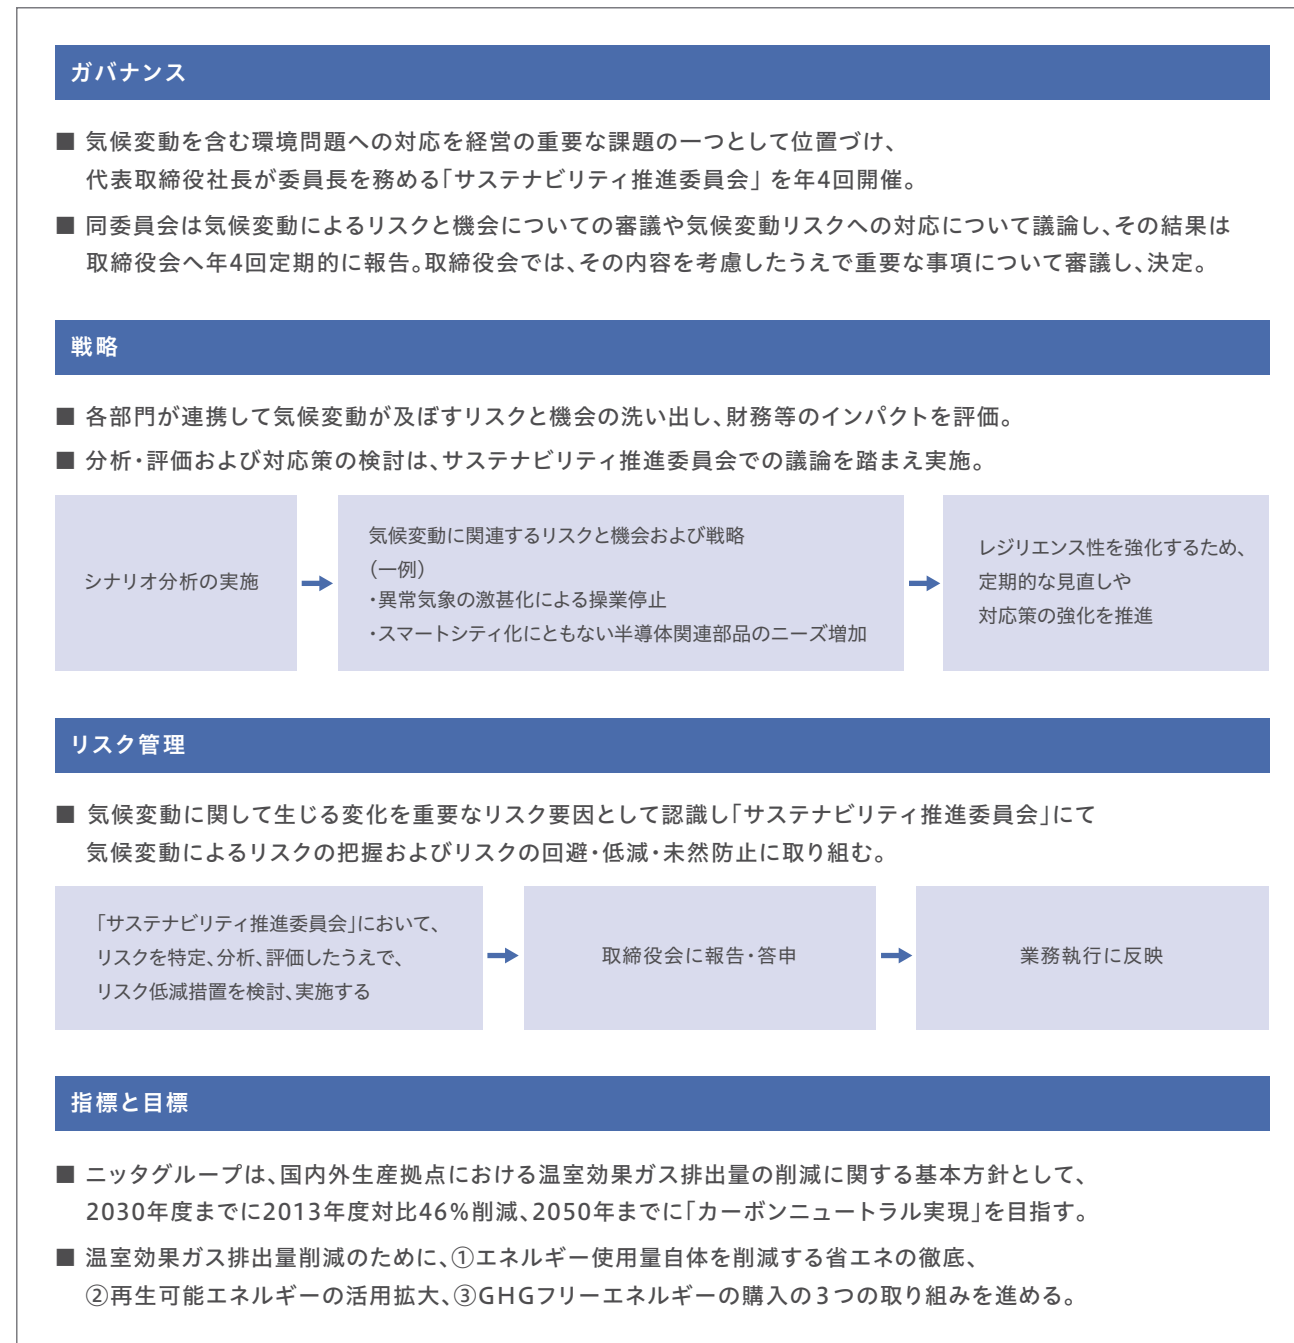 ガバナンス
■ 気候変動を含む環境問題への対応を経営の重要な課題の一つとして位置づけ、
代表取締役社長が委員長を務める「サステナビリティ推進委員会」を年4回開催。
■ 同委員会は気候変動によるリスクと機会についての審議や気候変動リスクへの対応について議論し、その結果は
取締役会へ年4回定期的に報告。取締役会では、その内容を考慮したうえで重要な事項について審議し、決定。
戦略
■ 各部門が連携して気候変動が及ぼすリスクと機会の洗い出し、財務等のインパクトを評価。
■ 分析・評価および対応策の検討は、サステナビリティ推進委員会での議論を踏まえ実施。
シナリオ分析の実施
気候変動に関連するリスクと機会および戦略
（一例）
・異常気象の激甚化による操業停止
・スマートシティ化にともない半導体関連部品のニーズ増加
レジリエンス性を強化するため、
定期的な見直しや
対応策の強化を推進
リスク管理
■ 気候変動に関して生じる変化を重要なリスク要因として認識し「サステナビリティ推進委員会」にて
気候変動によるリスクの把握およびリスクの回避・低減・未然防止に取り組む。
「サステナビリティ推進委員会」において、
リスクを特定、分析、評価したうえで、
リスク低減措置を検討、実施する
取締役会に報告・答申
業務執行に反映
指標と目標
■ ニッタグループは、国内外生産拠点における温室効果ガス排出量の削減に関する基本方針として、
2030年度までに2013年度対比46%削減、2050年までに「カーボンニュートラル実現」を目指す。
■ 温室効果ガス排出量削減のために、①エネルギー使用量自体を削減する省エネの徹底、
②再生可能エネルギーの活用拡大、③GHGフリーエネルギーの購入の3つの取り組みを進める。